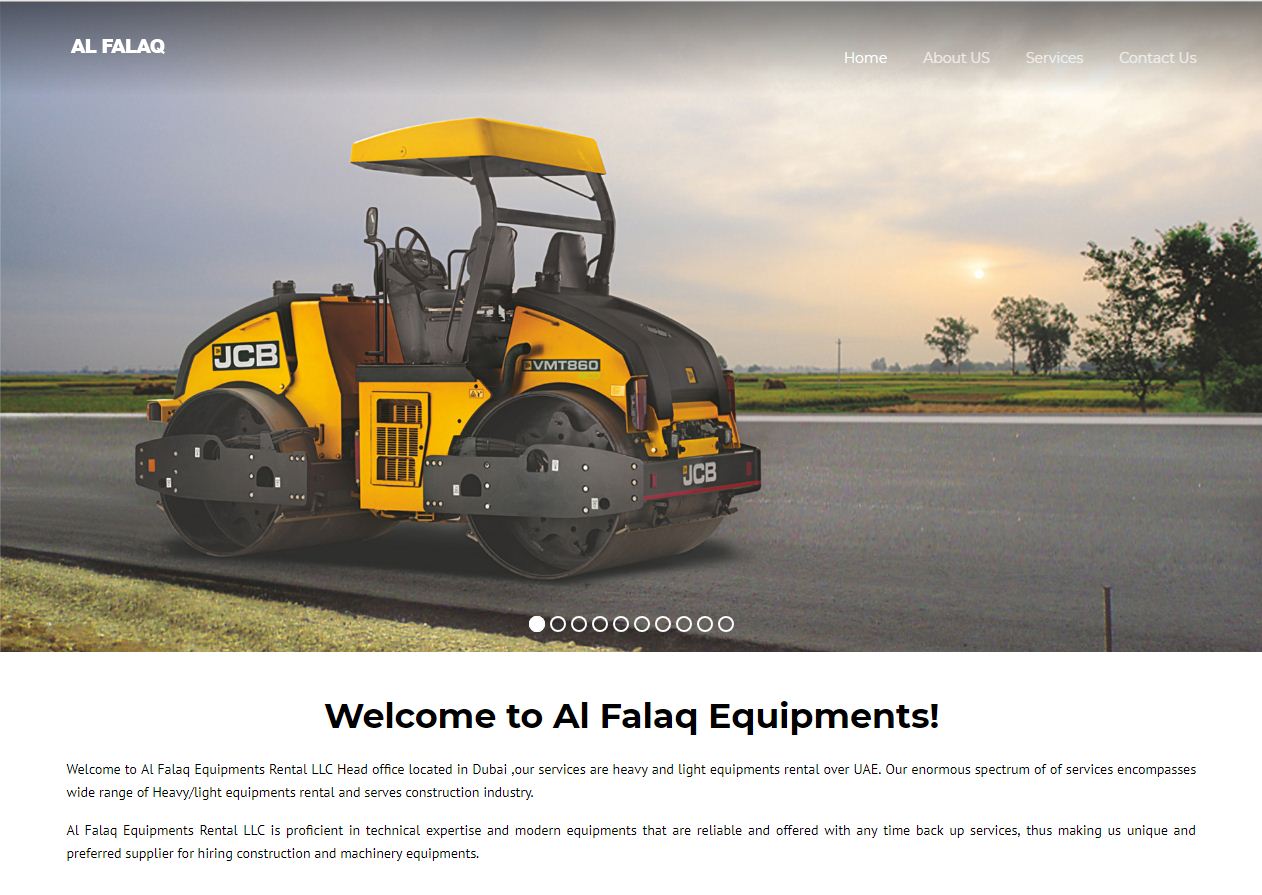 AL FALAQ
Home About US Services Contact Us
JCB
VMT860
JCB
Welcome to Al Falaq Equipments!
Welcome to Al Falaq Equipments Rental LLC Head office located in Dubai ,our services are heavy and light equipments rental over UAE. Our enormous spectrum of of services encompasses
wide range of Heavy/light equipments rental and serves construction industry.
Al Falaq Equipments Rental LLC is proficient in technical expertise and modern equipments that are reliable and offered with any time back up services, thus making us unique and
preferred supplier for hiring construction and machinery equipments.